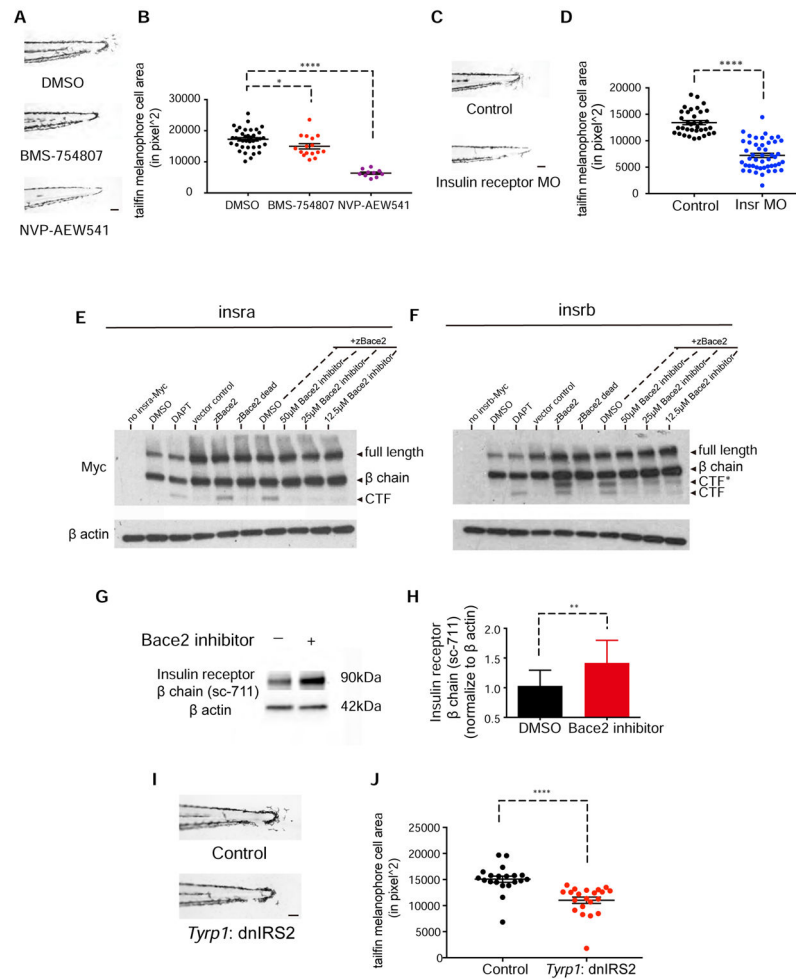 A
DMSO
BMS-754807
NVP-AEW541
B
tailfin melanophore cell area
(in pixel^2)
30000
20000
10000
0
****
*
DMSO
BMS-754807
NVP-AEW541
C
Control
Insulin receptor MO
D
tailfin melanophore cell area
(in pixel^2)
20000
15000
10000
5000
0
****
Control
Insr MO
E
insra
+zBace2
no insra-Myc
DMSO
DAPT
vector control
zBace2
zBace2 dead
DMSO
50μM Bace2 inhibitor
25μM Bace2 inhibitor
12.5μM Bace2 inhibitor
Myc
full length
β chain
CTF
β actin
F
insrb
+zBace2
no insrb-Myc
DMSO
DAPT
vector control
zBace2
zBace2 dead
DMSO
50μM Bace2 inhibitor
25μM Bace2 inhibitor
12.5μM Bace2 inhibitor
full length
β chain
CTF*
CTF
G
Bace2 inhibitor
− +
Insulin receptor
β chain (sc-711)
90kDa
β actin
42kDa
H
Insulin receptor
β chain (sc-711)
(normalize to β actin)
2.0
1.5
1.0
0.5
**
DMSO
Bace2 inhibitor
I
Control
Tyrp1: dnIRS2
J
tailfin melanophore cell area
(in pixel^2)
25000
20000
15000
10000
5000
0
****
Control
Tyrp1: dnIRS2